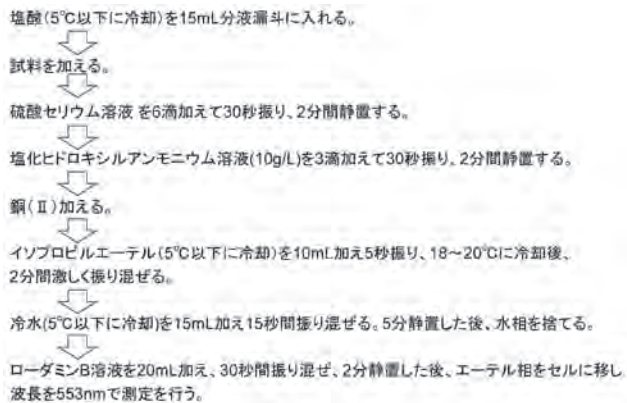 塩酸(5℃以下に冷却)を15mL分液漏斗に入れる。
試料を加える。
硫酸セリウム溶液 を6滴加えて30秒振り、2分間静置する。
塩化ヒドロキシルアンモニウム溶液(10g/L)を3滴加えて30秒振り、2分間静置する。
銅(Ⅱ)加える。
イソプロピルエーテル(5℃以下に冷却)を10mL加え5秒振り、18~20℃に冷却後、
2分間激しく振り混ぜる。
冷水(5℃以下に冷却)を15mL加え15秒間振り混ぜる。5分静置した後、水相を捨てる。
ローダミンB溶液を20mL加え、30秒間振り混ぜ、2分静置した後、エーテル相をセルに移し
波長を553nmで測定を行う。